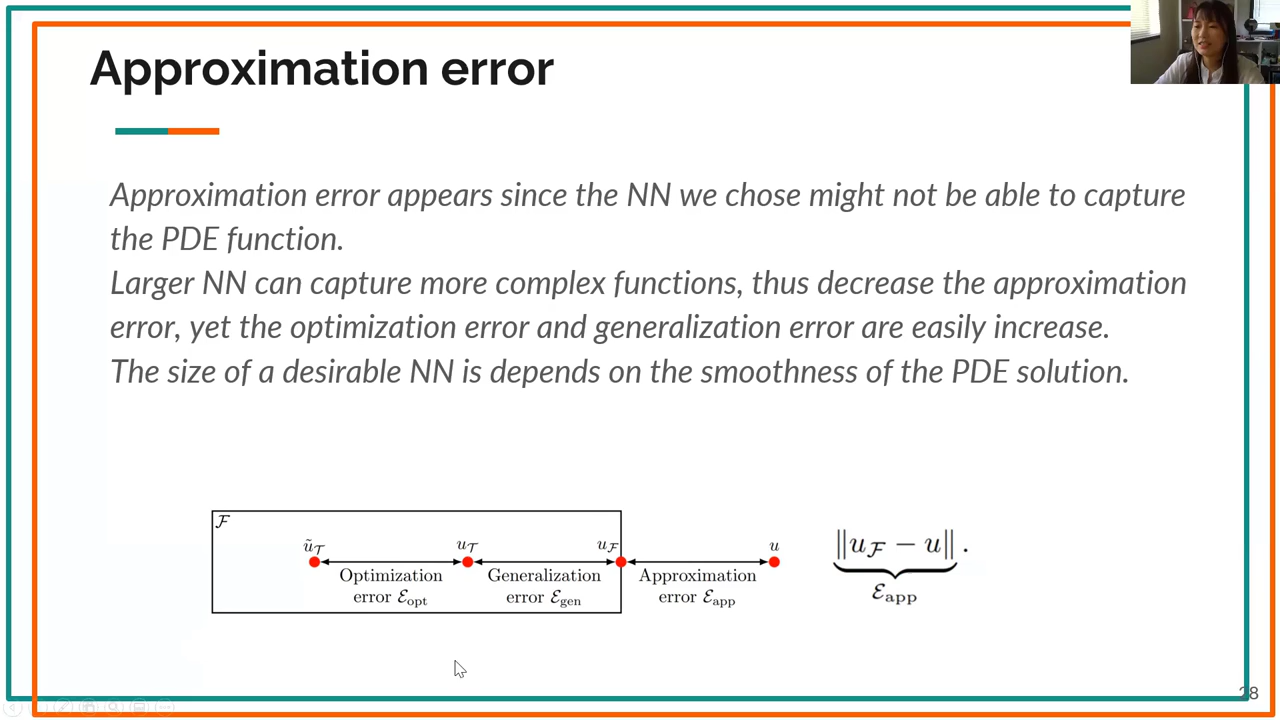 Approximation error
Approximation error appears since the NN we chose might not be able to capture
the PDE function.
Larger NN can capture more complex functions, thus decrease the approximation
error, yet the optimization error and generalization error are easily increase.
The size of a desirable NN is depends on the smoothness of the PDE solution.
ℱ
ũ_𝒯 u_𝒯 u_ℱ u
Optimization Generalization Approximation
error ℰ_opt error ℰ_gen error ℰ_app
‖u_ℱ − u‖ .
ℰ_app
28